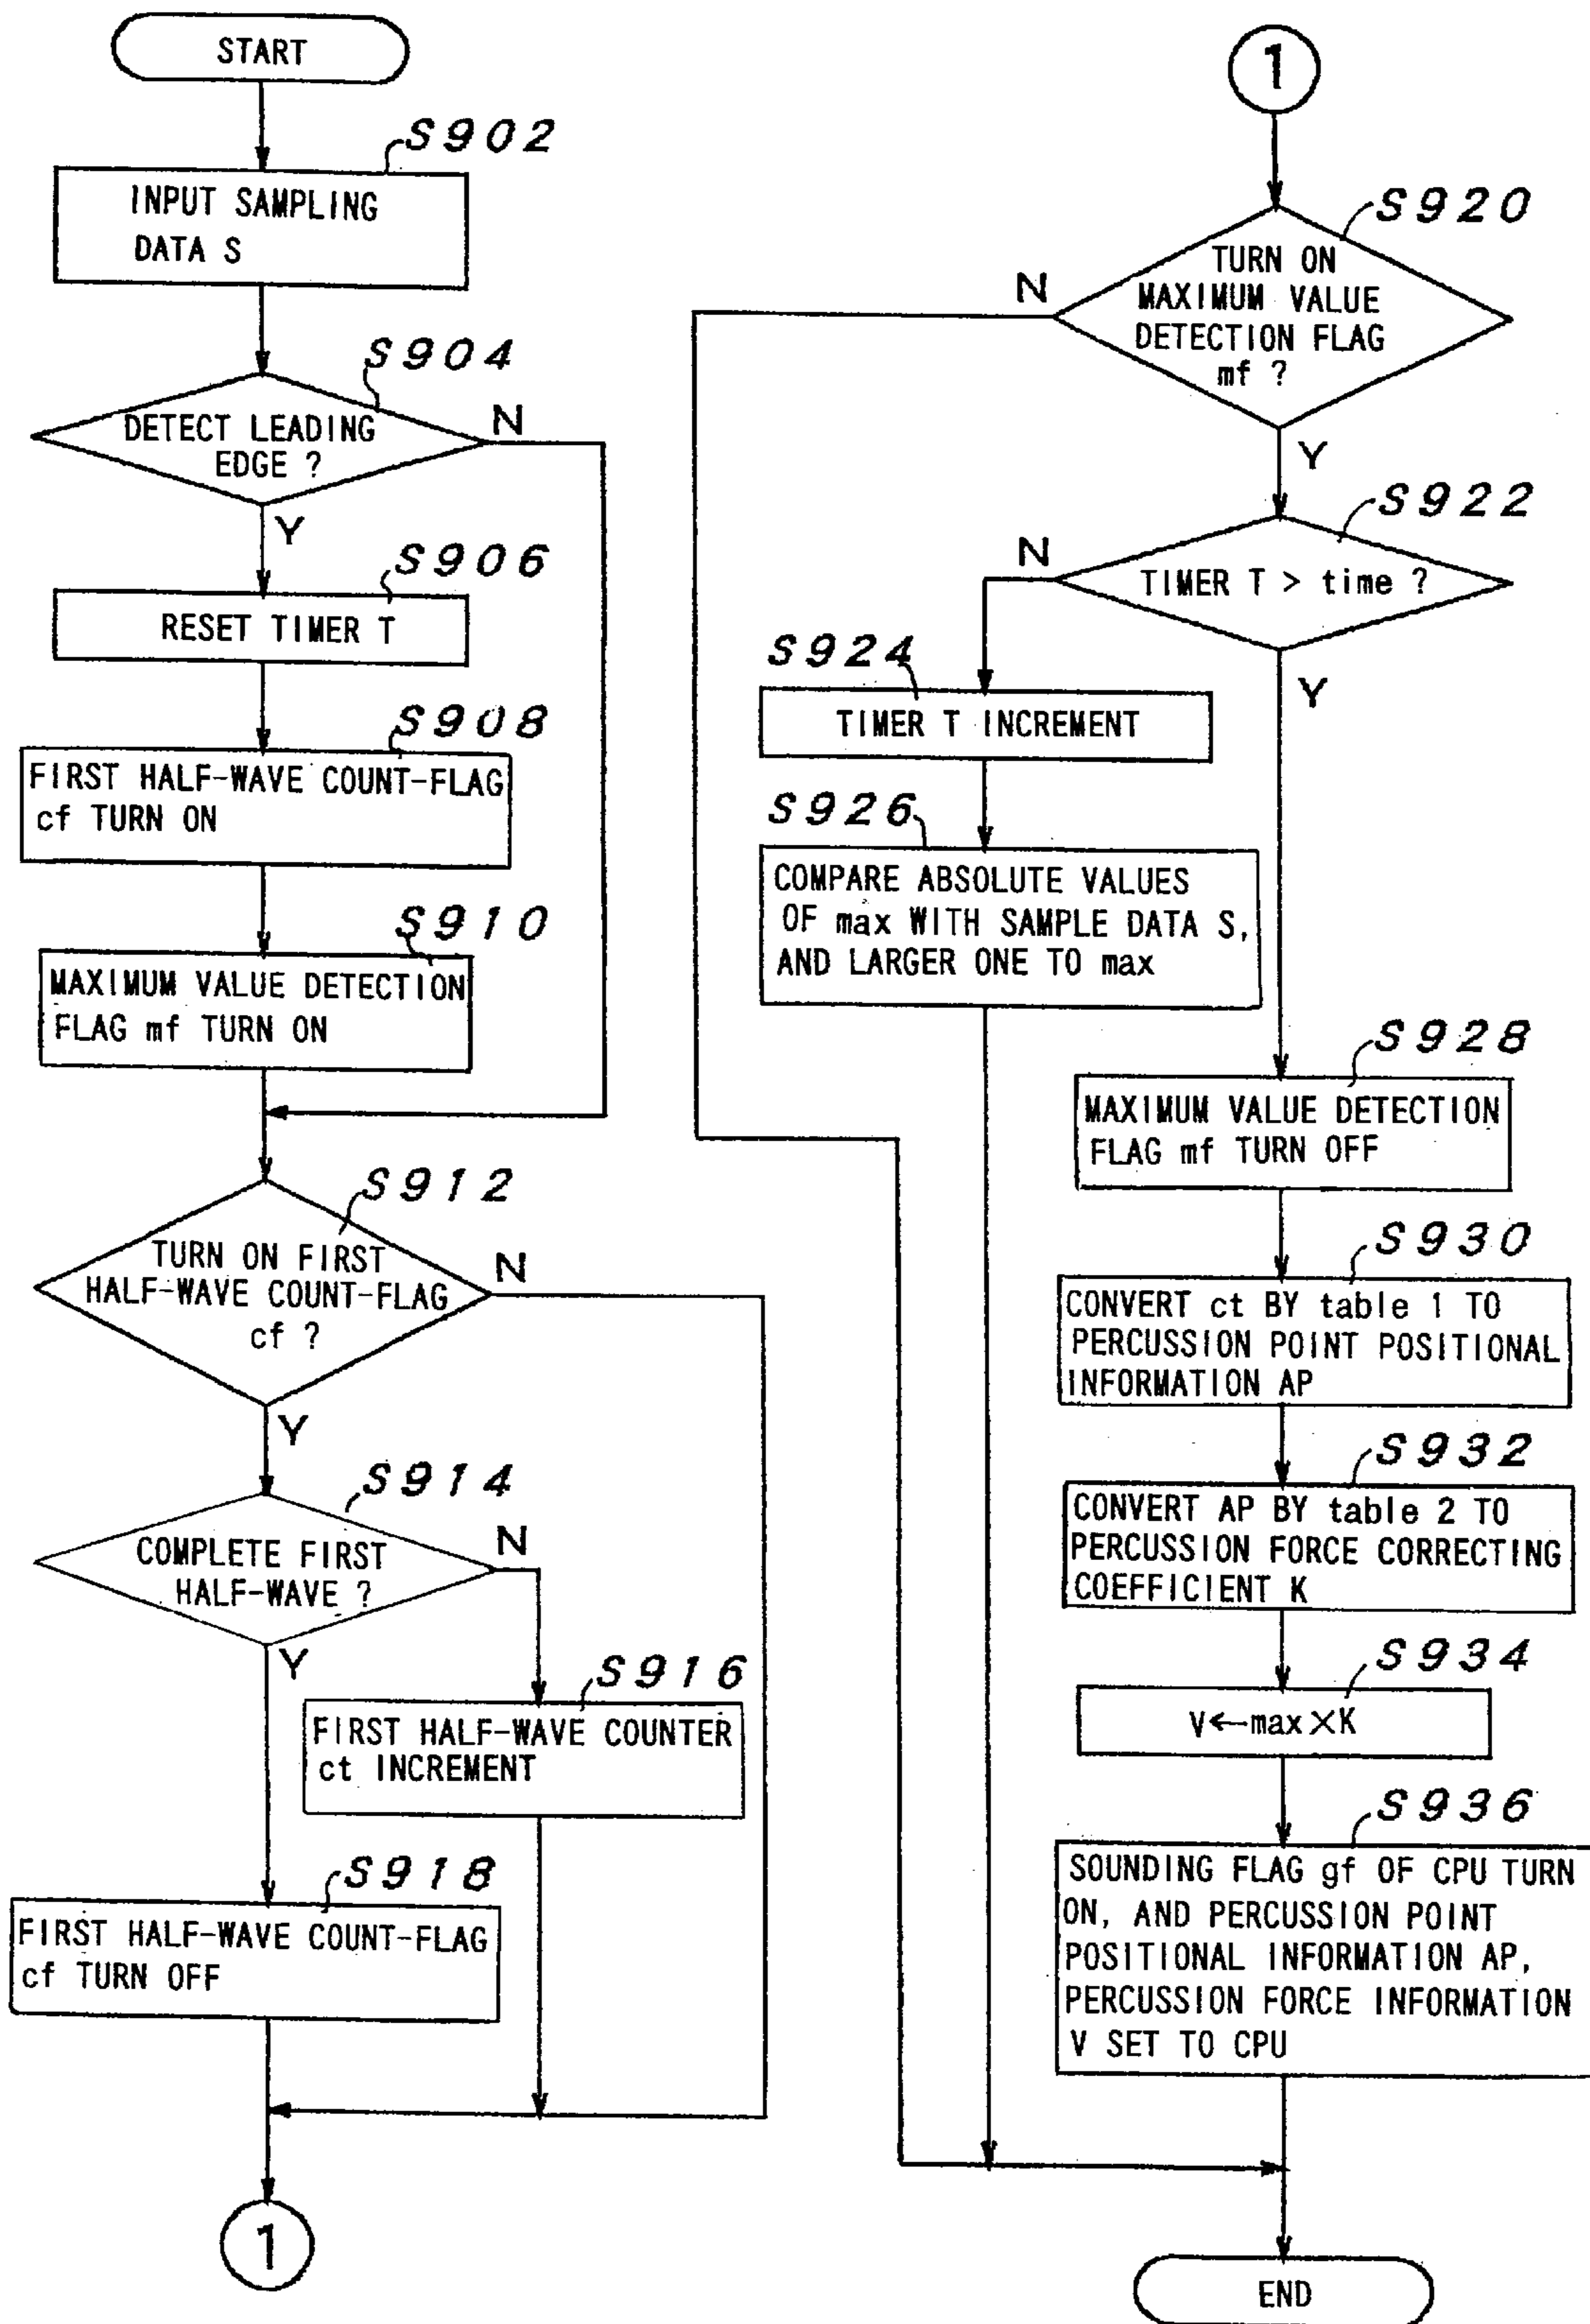 START
S902
INPUT SAMPLING
DATA S
S904
DETECT LEADING
EDGE ?
N
Y
S906
RESET TIMER T
S908
FIRST HALF-WAVE COUNT-FLAG
cf TURN ON
S910
MAXIMUM VALUE DETECTION
FLAG mf TURN ON
S912
TURN ON FIRST
HALF-WAVE COUNT-FLAG
cf ?
N
Y
S914
COMPLETE FIRST
HALF-WAVE ?
N
Y
S916
FIRST HALF-WAVE COUNTER
ct INCREMENT
S918
FIRST HALF-WAVE COUNT-FLAG
cf TURN OFF
1
1
S920
TURN ON
MAXIMUM VALUE
DETECTION FLAG
mf ?
N
Y
S922
TIMER T > time ?
N
Y
S924
TIMER T INCREMENT
S926
COMPARE ABSOLUTE VALUES
OF max WITH SAMPLE DATA S,
AND LARGER ONE TO max
S928
MAXIMUM VALUE DETECTION
FLAG mf TURN OFF
S930
CONVERT ct BY table 1 TO
PERCUSSION POINT POSITIONAL
INFORMATION AP
S932
CONVERT AP BY table 2 TO
PERCUSSION FORCE CORRECTING
COEFFICIENT K
S934
V←max×K
S936
SOUNDING FLAG gf OF CPU TURN
ON, AND PERCUSSION POINT
POSITIONAL INFORMATION AP,
PERCUSSION FORCE INFORMATION
V SET TO CPU
END